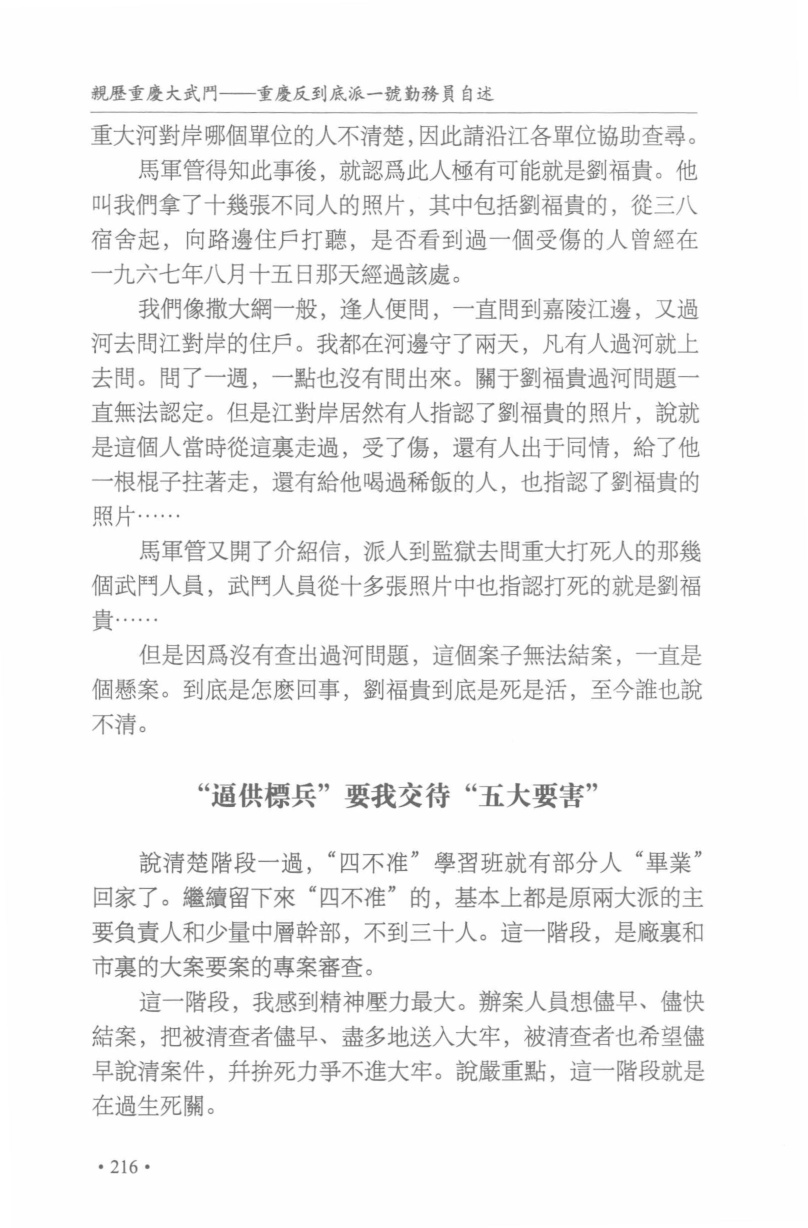 親歷重慶大武鬥——重慶反到底派一號勤務員自述
重大河對岸哪個單位的人不清楚，因此請沿江各單位協助查尋。
馬軍管得知此事後，就認爲此人極有可能就是劉福貴。他
叫我們拿了十幾張不同人的照片，其中包括劉福貴的，從三八
宿舍起，向路邊住戶打聽，是否看到過一個受傷的人曾經在
一九六七年八月十五日那天經過該處。
我們像撒大網一般，逢人便問，一直問到嘉陵江邊，又過
河去問江對岸的住戶。我都在河邊守了兩天，凡有人過河就上
去問。問了一週，一點也沒有問出來。關于劉福貴過河問題一
直無法認定。但是江對岸居然有人指認了劉福貴的照片，說就
是這個人當時從這裏走過，受了傷，還有人出于同情，給了他
一根棍子拄著走，還有給他喝過稀飯的人，也指認了劉福貴的
照片……
馬軍管又開了介紹信，派人到監獄去問重大打死人的那幾
個武鬥人員，武鬥人員從十多張照片中也指認打死的就是劉福
貴……
但是因爲沒有查出過河問題，這個案子無法結案，一直是
個懸案。到底是怎麽回事，劉福貴到底是死是活，至今誰也說
不清。
“逼供標兵”要我交待“五大要害”
說清楚階段一過，“四不准”學習班就有部分人“畢業”
回家了。繼續留下來“四不准”的，基本上都是原兩大派的主
要負責人和少量中層幹部，不到三十人。這一階段，是廠裏和
市裏的大案要案的專案審查。
這一階段，我感到精神壓力最大。辦案人員想儘早、儘快
結案，把被清查者儘早、盡多地送入大牢，被清查者也希望儘
早說清案件，幷拚死力爭不進大牢。說嚴重點，這一階段就是
在過生死關。
·216·